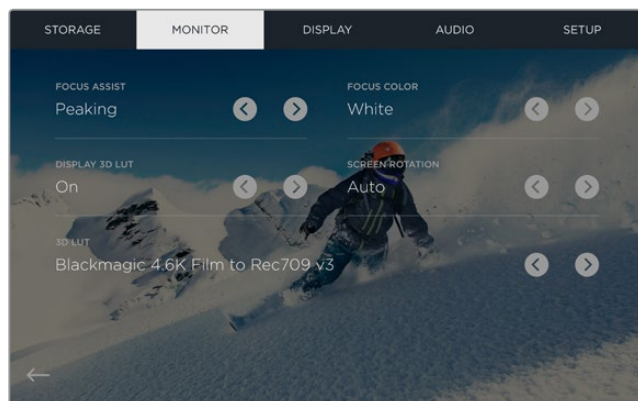 STORAGE MONITOR DISPLAY AUDIO SETUP
FOCUS ASSIST FOCUS COLOR
Peaking White
DISPLAY 3D LUT SCREEN ROTATION
On Auto
3D LUT
Blackmagic 4.6K Film to Rec709 v3